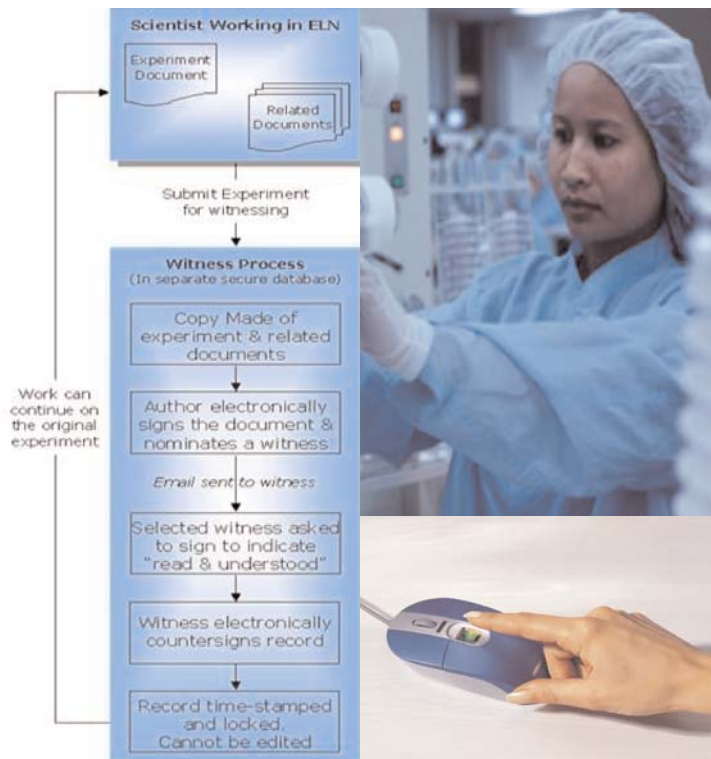 Scientist Working in ELN
Experiment
Document
Related
Documents
Submit Experiment
for witnessing
Witness Process
(In separate secure database)
Copy Made of
experiment & related
documents
Author electronically
signs the document &
nominates a witness
Email sent to witness
Selected witness asked
to sign to indicate
"read & understood"
Witness electronically
countersigns record
Record time-stamped
and locked.
Cannot be edited
Work can
continue on
the original
experiment